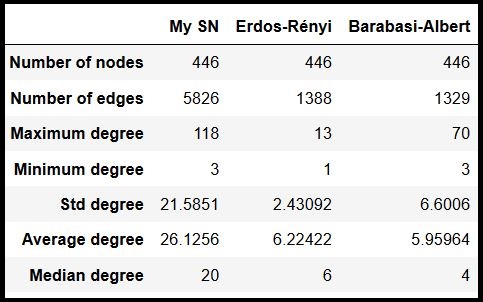 My SN Erdos-Rényi Barabasi-Albert
Number of nodes 446 446 446
Number of edges 5826 1388 1329
Maximum degree 118 13 70
Minimum degree 3 1 3
Std degree 21.5851 2.43092 6.6006
Average degree 26.1256 6.22422 5.95964
Median degree 20 6 4